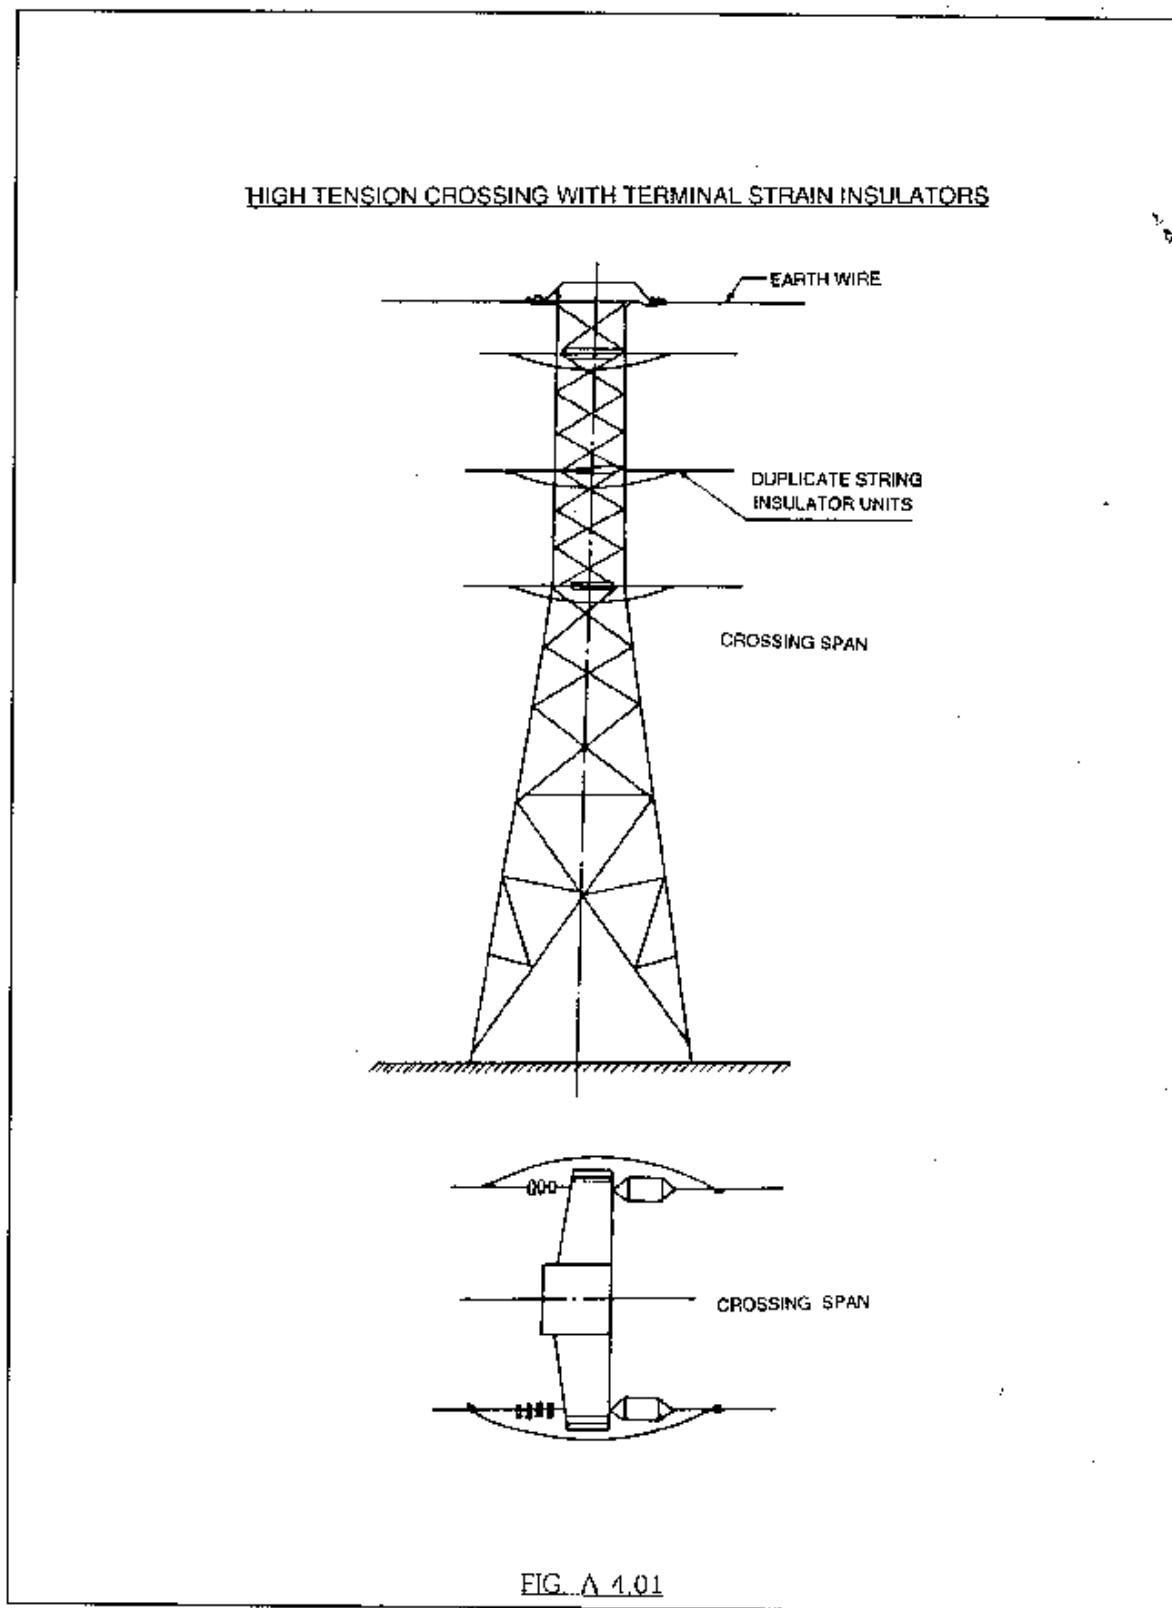 HIGH TENSION CROSSING WITH TERMINAL STRAIN INSULATORS
EARTH WIRE
DUPLICATE STRING
INSULATOR UNITS
CROSSING SPAN
CROSSING SPAN
FIG. A 4.01